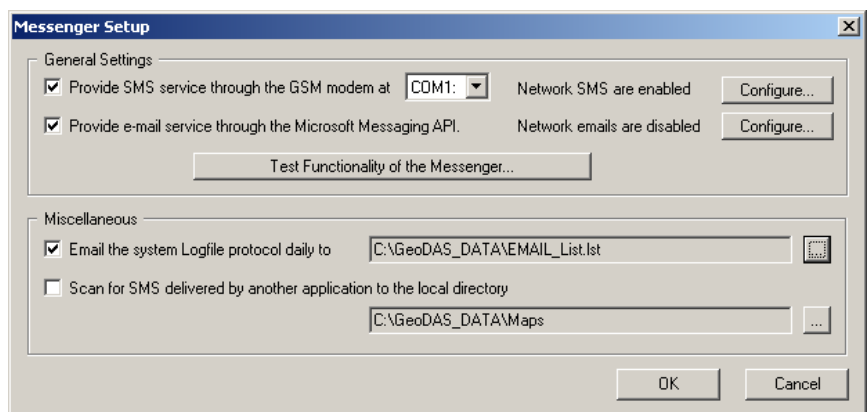 Messenger Setup
General Settings
Provide SMS service through the GSM modem at COM1: Network SMS are enabled Configure...
Provide e-mail service through the Microsoft Messaging API. Network emails are disabled Configure...
Test Functionality of the Messenger...
Miscellaneous
Email the system Logfile protocol daily to C:\GeoDAS_DATA\EMAIL_List.lst ...
Scan for SMS delivered by another application to the local directory
C:\GeoDAS_DATA\Maps ...
OK Cancel